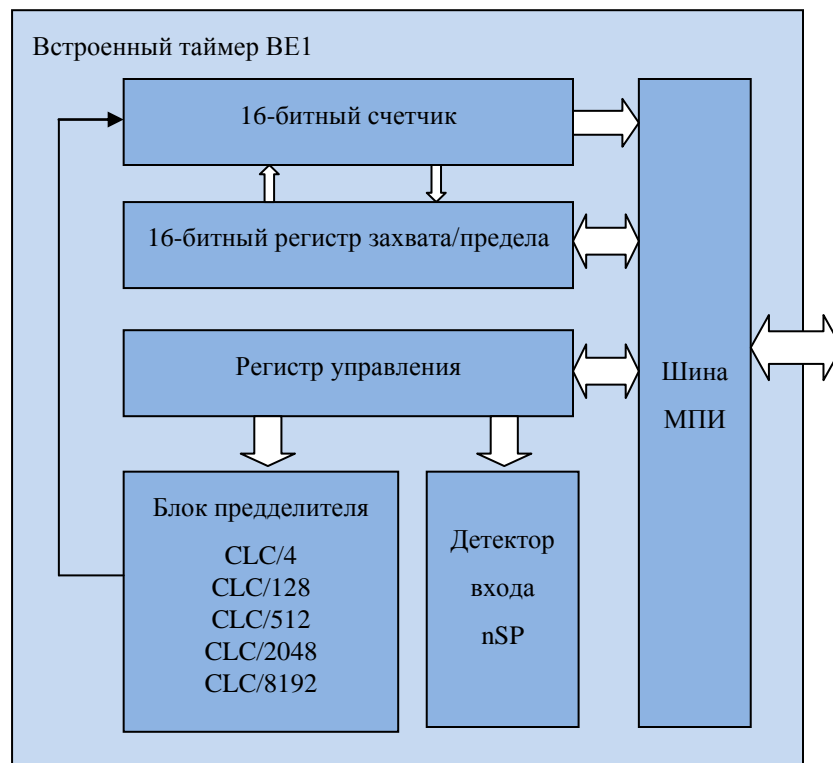 Встроенный таймер ВЕ1
16-битный счетчик
16-битный регистр захвата/предела
Регистр управления
Шина
МПИ
Блок предделителя
CLC/4
CLC/128
CLC/512
CLC/2048
CLC/8192
Детектор
входа
nSP